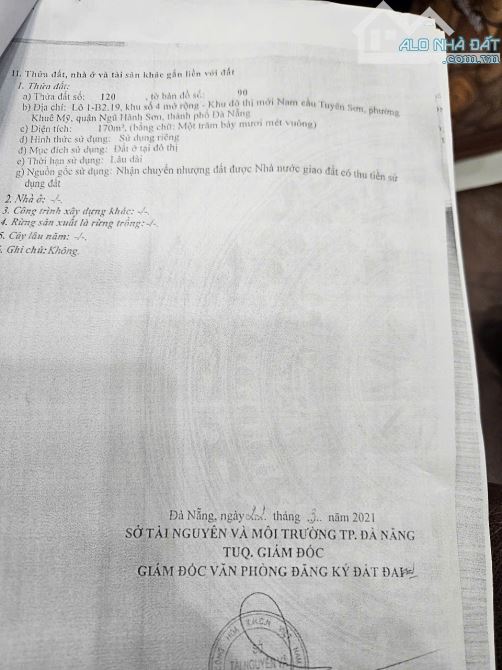 ALO NHÀ ĐẤT
II. Thửa đất, nhà ở và tài sản khác gắn liền với đất
1. Thửa đất:
a) Thửa đất số: 120 , tờ bản đồ số: 90
b) Địa chỉ: Lô 1-B2.19, khu số 4 mở rộng - Khu đô thị mới Nam cầu Tuyên Sơn, phường
Khuê Mỹ, quận Ngũ Hành Sơn, thành phố Đà Nẵng
c) Diện tích: 170m², (bằng chữ: Một trăm bảy mươi mét vuông)
d) Hình thức sử dụng: Sử dụng riêng
đ) Mục đích sử dụng: Đất ở tại đô thị
e) Thời hạn sử dụng: Lâu dài
g) Nguồn gốc sử dụng: Nhận chuyển nhượng đất được Nhà nước giao đất có thu tiền sử
dụng đất
2. Nhà ở: -/-.
3. Công trình xây dựng khác: -/-.
4. Rừng sản xuất là rừng trồng: -/-.
5. Cây lâu năm: -/-.
. Ghi chú: Không.
Đà Nẵng, ngày 22 tháng 3 năm 2021
SỞ TÀI NGUYÊN VÀ MÔI TRƯỜNG TP. ĐÀ NẴNG
TUQ. GIÁM ĐỐC
GIÁM ĐỐC VĂN PHÒNG ĐĂNG KÝ ĐẤT ĐAI
SỞ
TÀI NGUYÊN VÀ